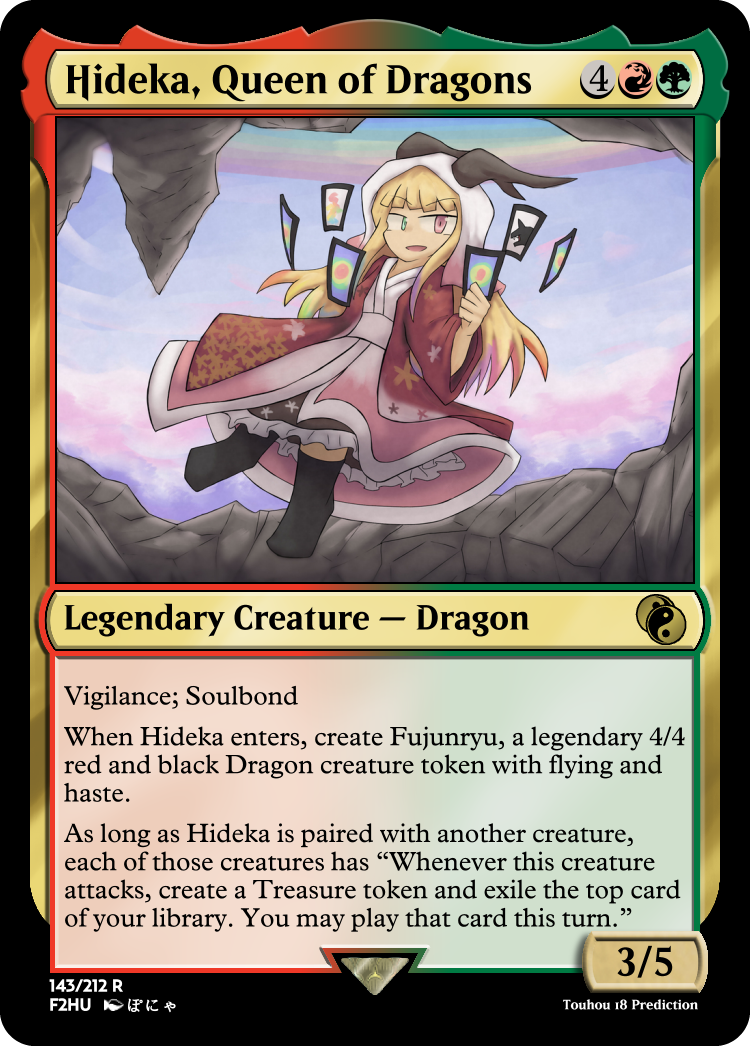 Hideka, Queen of Dragons 4
Legendary Creature — Dragon
Vigilance; Soulbond
When Hideka enters, create Fujunryu, a legendary 4/4
red and black Dragon creature token with flying and
haste.
As long as Hideka is paired with another creature,
each of those creatures has “Whenever this creature
attacks, create a Treasure token and exile the top card
of your library. You may play that card this turn.”
3/5
143/212 R
F2HU ぽにゃ
Touhou 18 Prediction